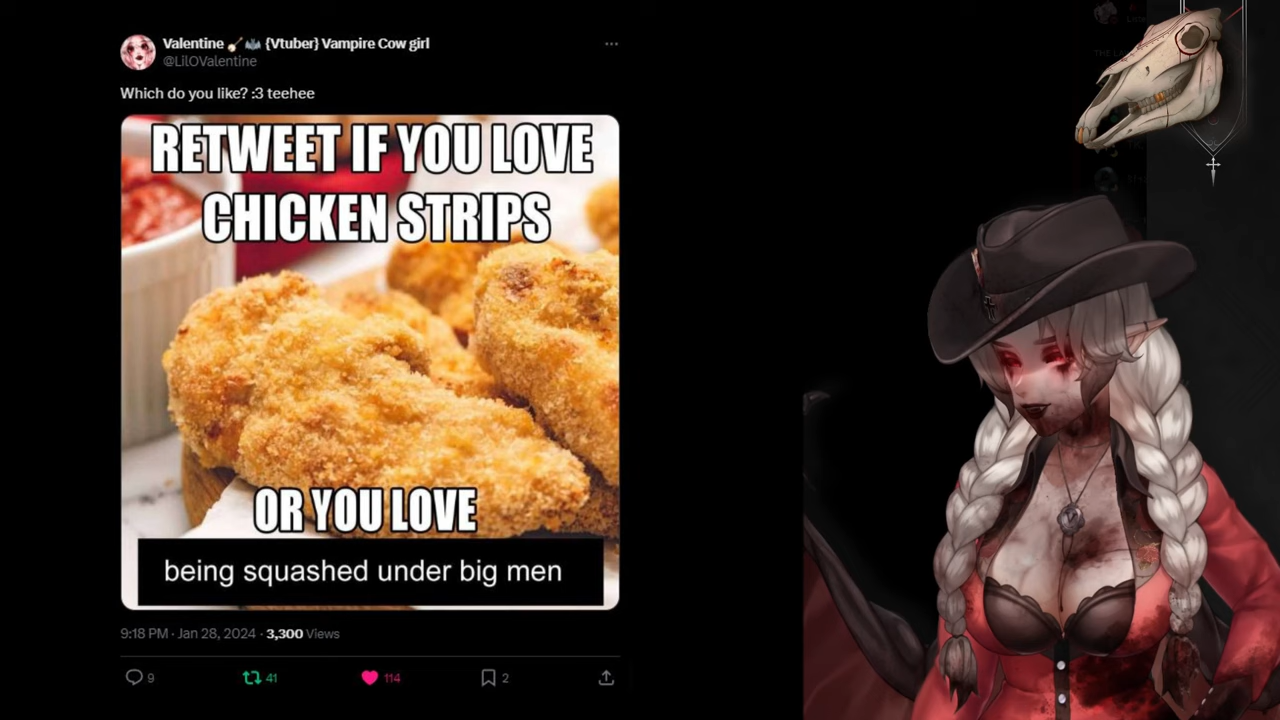 Valentine 🪕🦇 {Vtuber} Vampire Cow girl
@LilOValentine
Which do you like? :3 teehee
RETWEET IF YOU LOVE
CHICKEN STRIPS
OR YOU LOVE
being squashed under big men
9:18 PM · Jan 28, 2024 · 3,300 Views
9 41 114 2